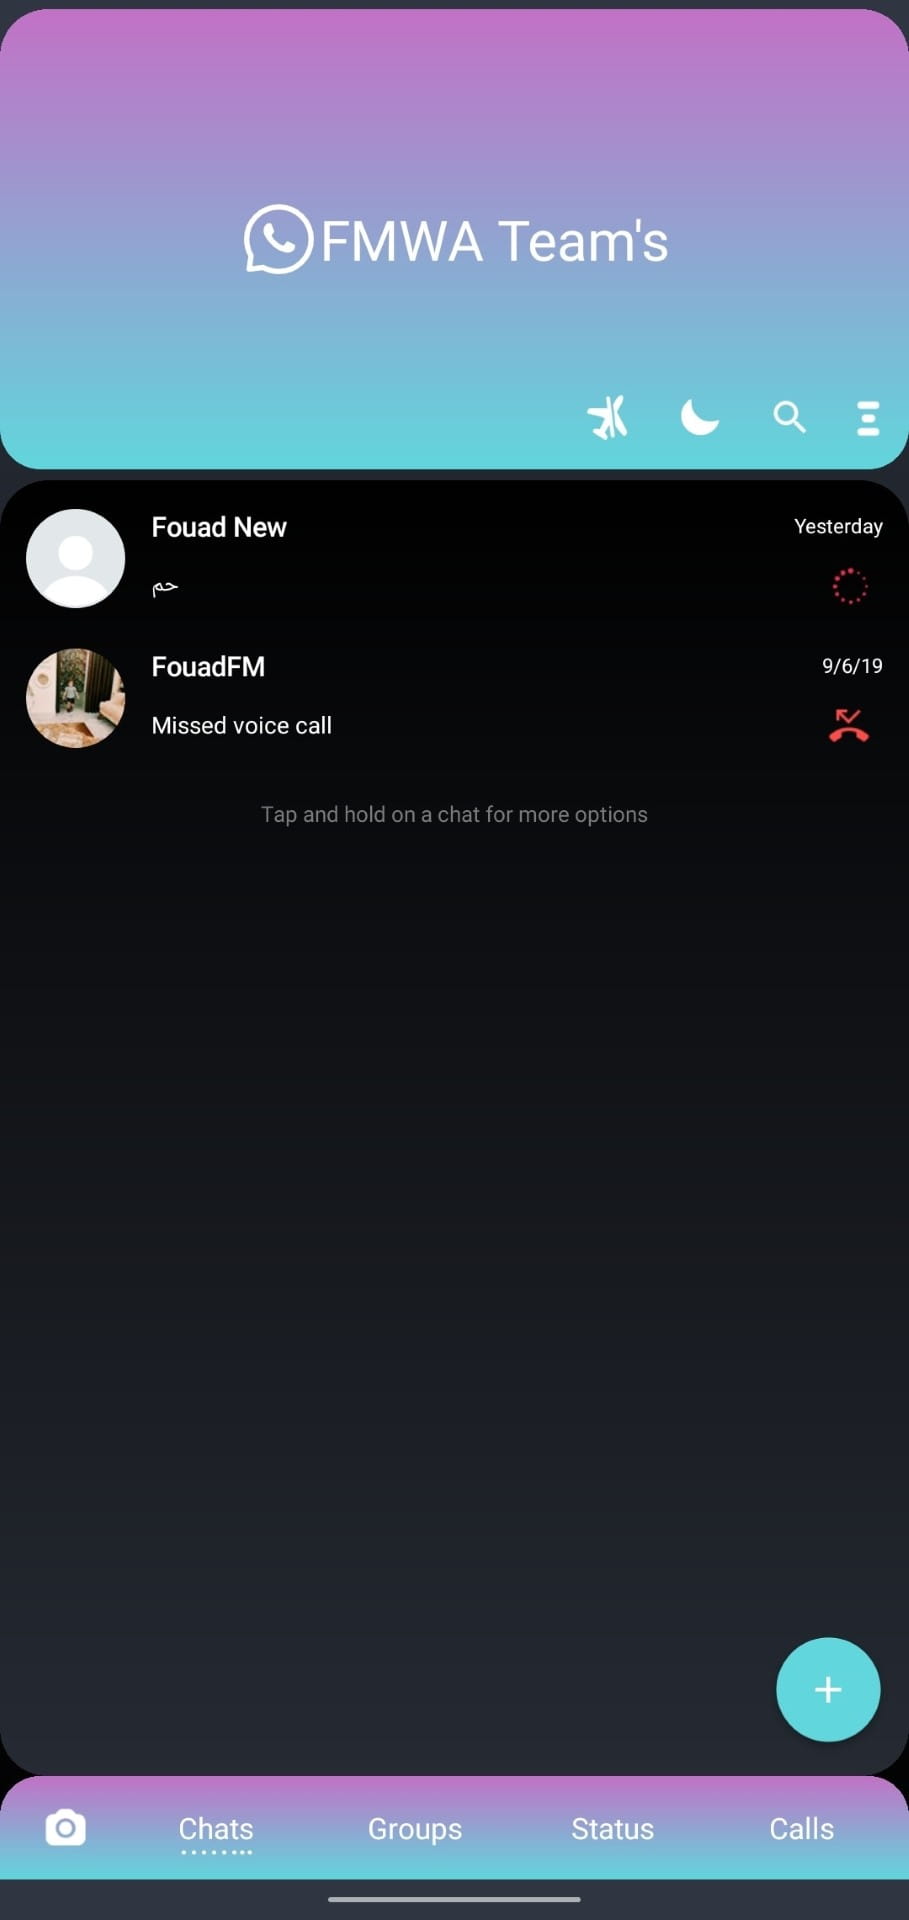 FMWA Team's
Fouad New
Yesterday
حم
FouadFM
9/6/19
Missed voice call
Tap and hold on a chat for more options
Chats
Groups
Status
Calls